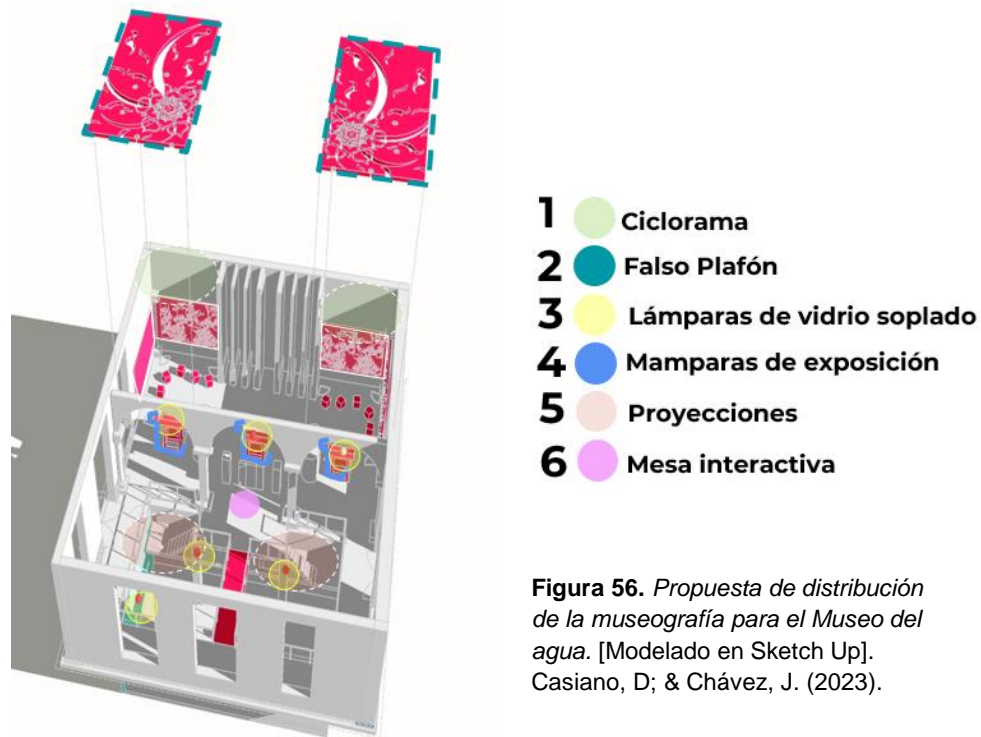 1 Ciclorama
2 Falso Plafón
3 Lámparas de vidrio soplado
4 Mamparas de exposición
5 Proyecciones
6 Mesa interactiva
Figura 56. Propuesta de distribución
de la museografía para el Museo del
agua. [Modelado en Sketch Up].
Casiano, D; & Chávez, J. (2023).